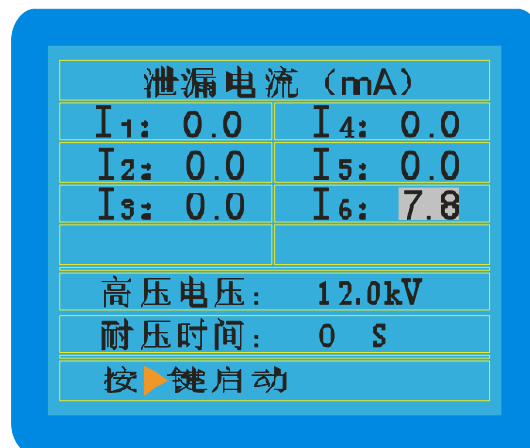 泄漏电流（mA）
I1: 0.0 I4: 0.0
I2: 0.0 I5: 0.0
I3: 0.0 I6: 7.8
高压电压: 12.0kV
耐压时间: 0 S
按▶键启动